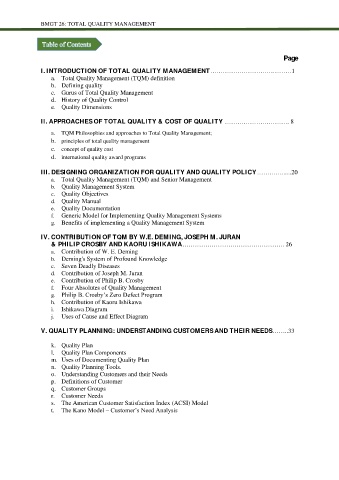 BMGT 28: TOTAL QUALITY MANAGEMENT
Table of Contents
Page
I. INTRODUCTION OF TOTAL QUALITY MANAGEMENT……………………………………1
a. Total Quality Management (TQM) definition
b. Defining quality
c. Gurus of Total Quality Management
d. History of Quality Control
e. Quality Dimensions
II. APPROACHES OF TOTAL QUALITY & COST OF QUALITY ……………………………8
a. TQM Philosophies and approaches to Total Quality Management;
b. principles of total quality management
c. concept of quality cost
d. international quality award programs
III. DESIGNING ORGANIZATION FOR QUALITY AND QUALITY POLICY ………………20
a. Total Quality Management (TQM) and Senior Management
b. Quality Management System
c. Quality Objectives
d. Quality Manual
e. Quality Documentation
f. Generic Model for Implementing Quality Management Systems
g. Benefits of implementing a Quality Management System
IV. CONTRIBUTION OF TQM BY W.E. DEMING, JOSEPH M. JURAN
& PHILIP CROSBY AND KAORU ISHIKAWA………………………………………………26
a. Contribution of W. E. Deming
b. Deming's System of Profound Knowledge
c. Seven Deadly Diseases
d. Contribution of Joseph M. Juran
e. Contribution of Philip B. Crosby
f. Four Absolutes of Quality Management
g. Philip B. Crosby's Zero Defect Program
h. Contribution of Kaoru Ishikawa
i. Ishikawa Diagram
j. Uses of Cause and Effect Diagram
V. QUALITY PLANNING: UNDERSTANDING CUSTOMERS AND THEIR NEEDS……..33
k. Quality Plan
l. Quality Plan Components
m. Uses of Documenting Quality Plan
n. Quality Planning Tools.
o. Understanding Customers and their Needs
p. Definitions of Customer
q. Customer Groups
r. Customer Needs
s. The American Customer Satisfaction Index (ACSI) Model
t. The Kano Model – Customer's Need Analysis